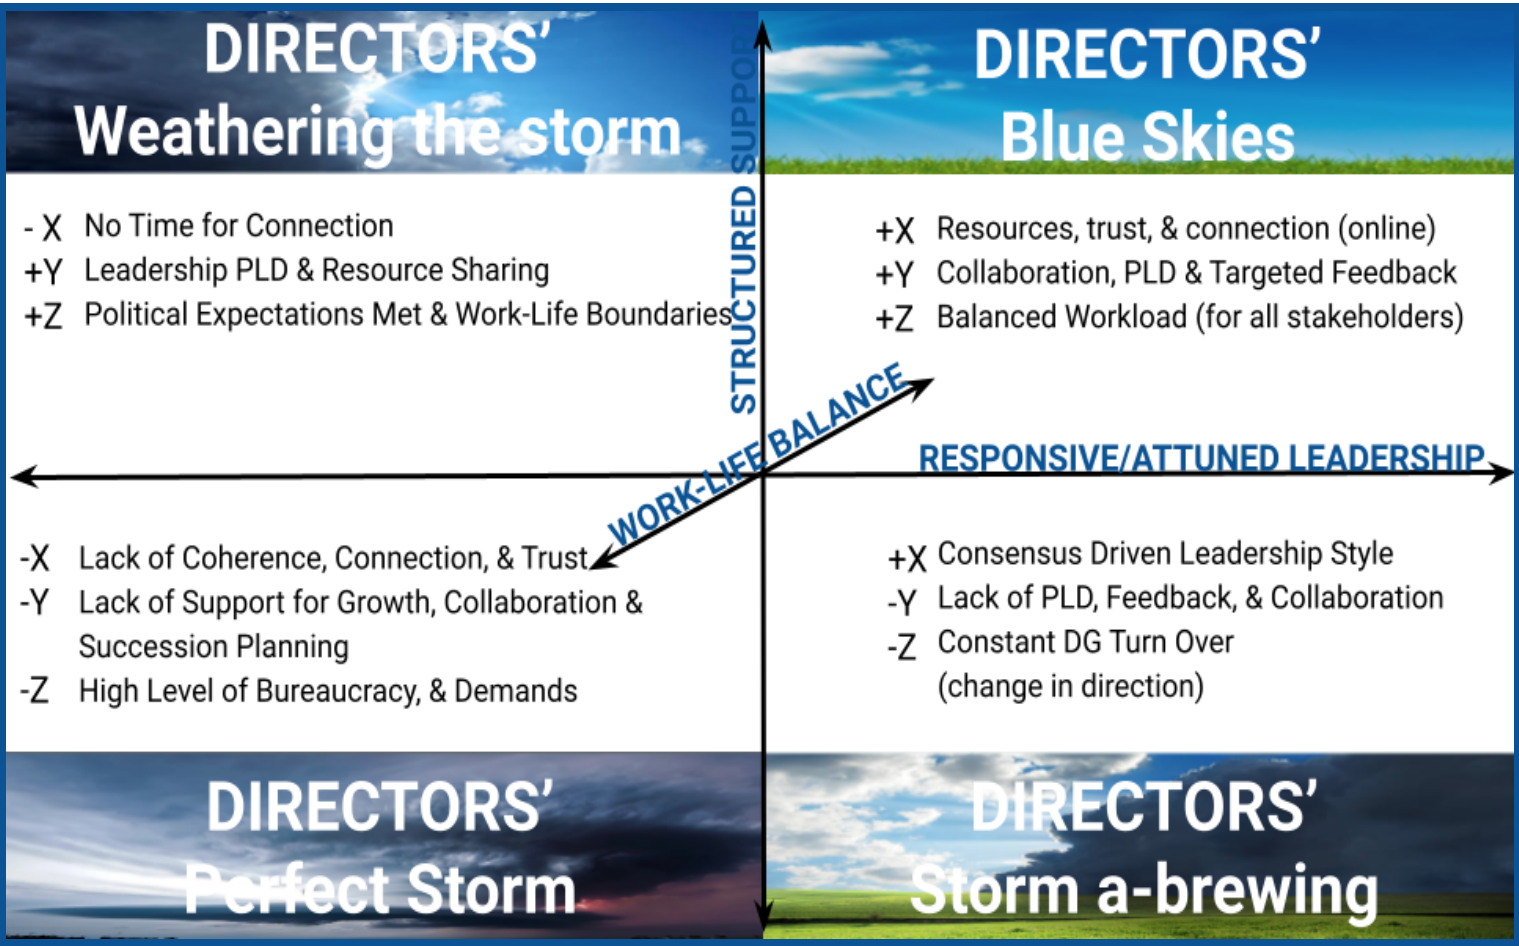 DIRECTORS’
Weathering the storm
- X No Time for Connection
+Y Leadership PLD & Resource Sharing
+Z Political Expectations Met & Work-Life Boundaries
DIRECTORS’
Blue Skies
+X Resources, trust, & connection (online)
+Y Collaboration, PLD & Targeted Feedback
+Z Balanced Workload (for all stakeholders)
STRUCTURED SUPPORT
WORK-LIFE BALANCE
RESPONSIVE/ATTUNED LEADERSHIP
-X Lack of Coherence, Connection, & Trust
-Y Lack of Support for Growth, Collaboration &
Succession Planning
-Z High Level of Bureaucracy, & Demands
DIRECTORS’
Perfect Storm
+X Consensus Driven Leadership Style
-Y Lack of PLD, Feedback, & Collaboration
-Z Constant DG Turn Over
(change in direction)
DIRECTORS’
Storm a-brewing